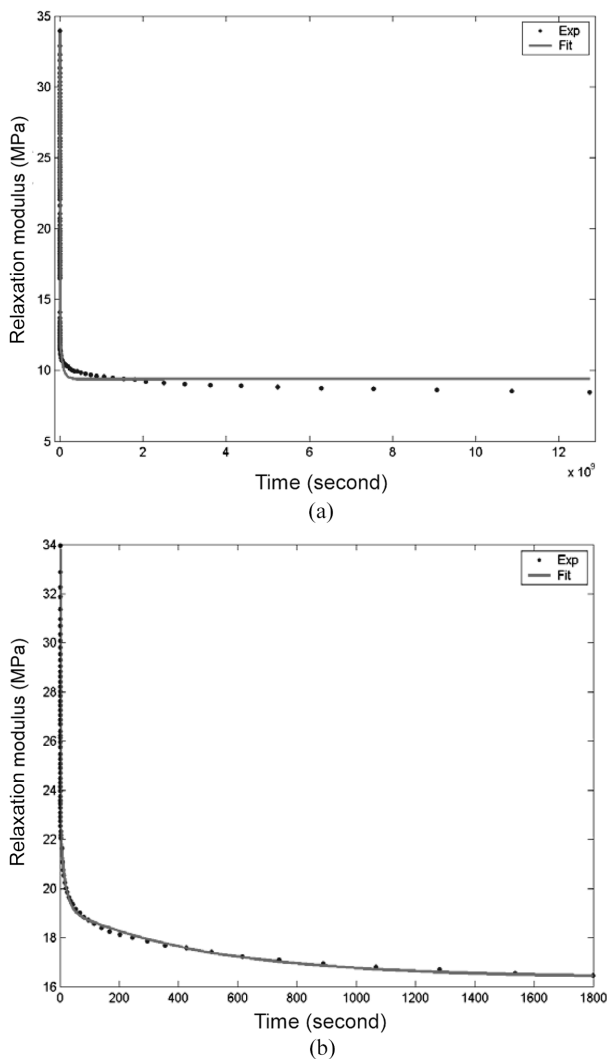 35
30
25
20
15
10
5
Relaxation modulus (MPa)
Exp
Fit
0 2 4 6 8 10 12
x 10⁹
Time (second)
(a)
34
32
30
28
26
24
22
20
18
16
Relaxation modulus (MPa)
Exp
Fit
0 200 400 600 800 1000 1200 1400 1600 1800
Time (second)
(b)